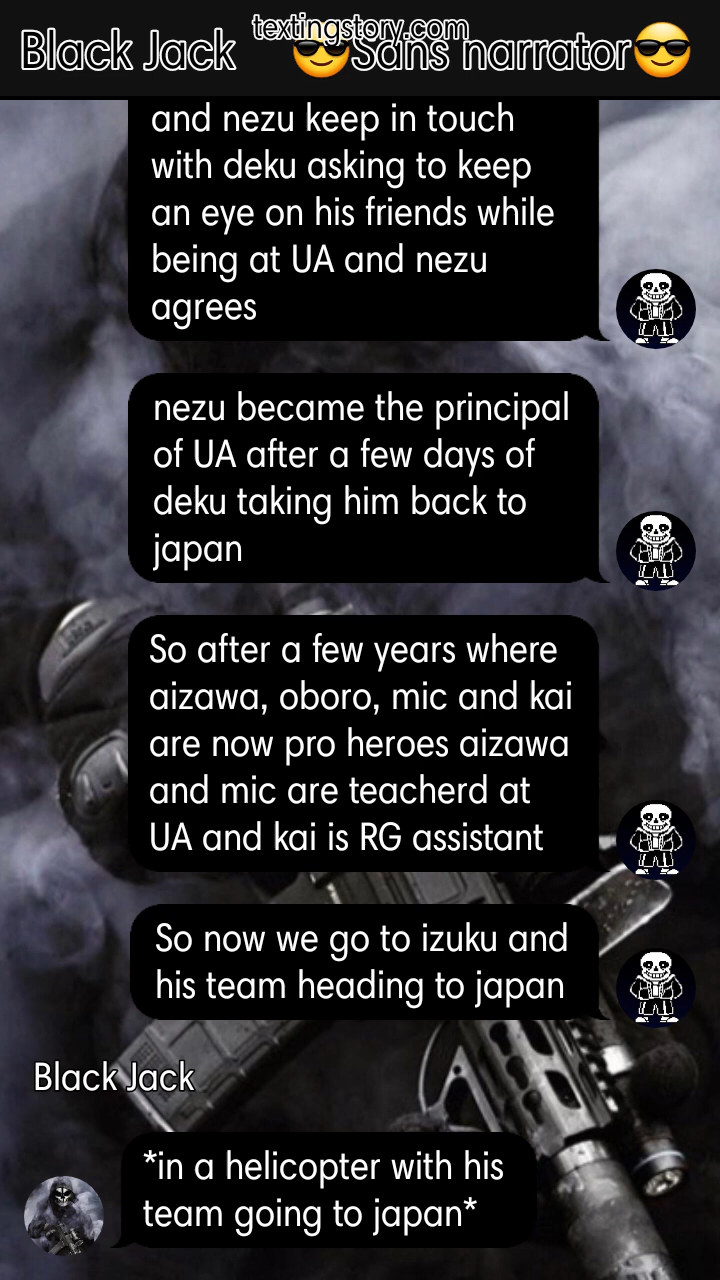 textingstory.com
Black Jack 😎Sans narrator😎
and nezu keep in touch
with deku asking to keep
an eye on his friends while
being at UA and nezu
agrees
nezu became the principal
of UA after a few days of
deku taking him back to
japan
So after a few years where
aizawa, oboro, mic and kai
are now pro heroes aizawa
and mic are teacherd at
UA and kai is RG assistant
So now we go to izuku and
his team heading to japan
Black Jack
*in a helicopter with his
team going to japan*